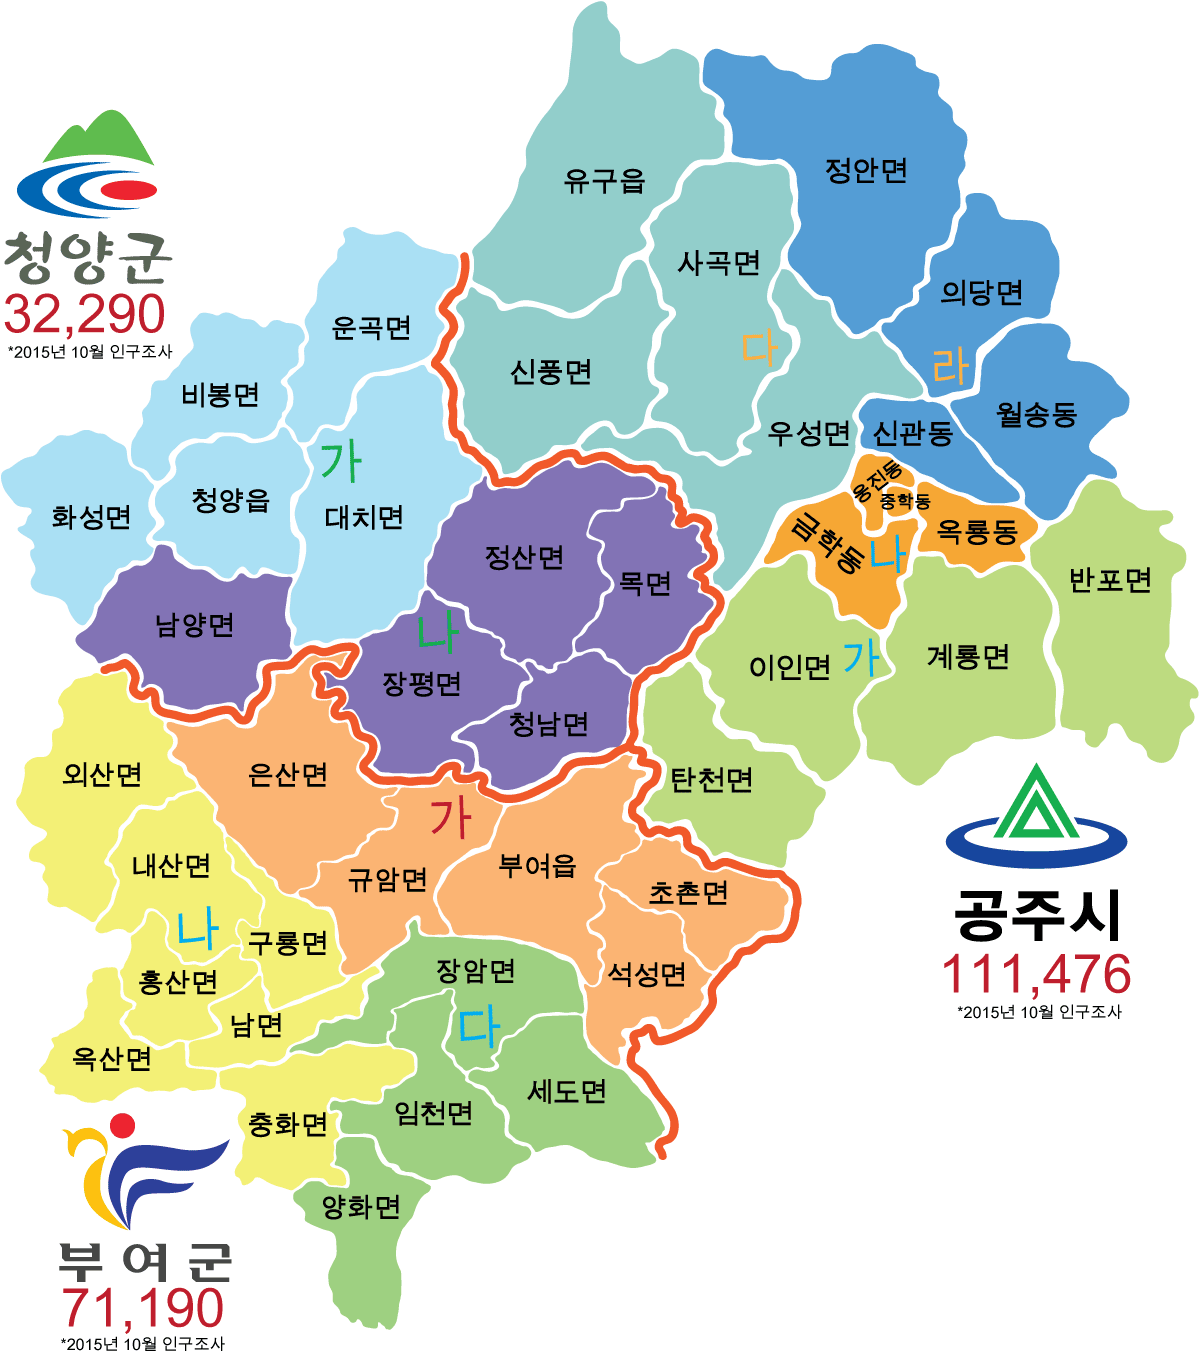 유구읍
정안면
사곡면
의당면
신풍면
다
라
우성면
신관동
월송동
웅진동
중학동
금학동
나
옥룡동
반포면
이인면
가
계룡면
탄천면
청양군
32,290
*2015년 10월 인구조사
운곡면
비봉면
가
청양읍
화성면
대치면
정산면
목면
남양면
나
장평면
청남면
외산면
은산면
가
내산면
규암면
부여읍
초촌면
나
구룡면
홍산면
장암면
석성면
남면
다
옥산면
세도면
충화면
임천면
양화면
공주시
111,476
*2015년 10월 인구조사
부여군
71,190
*2015년 10월 인구조사